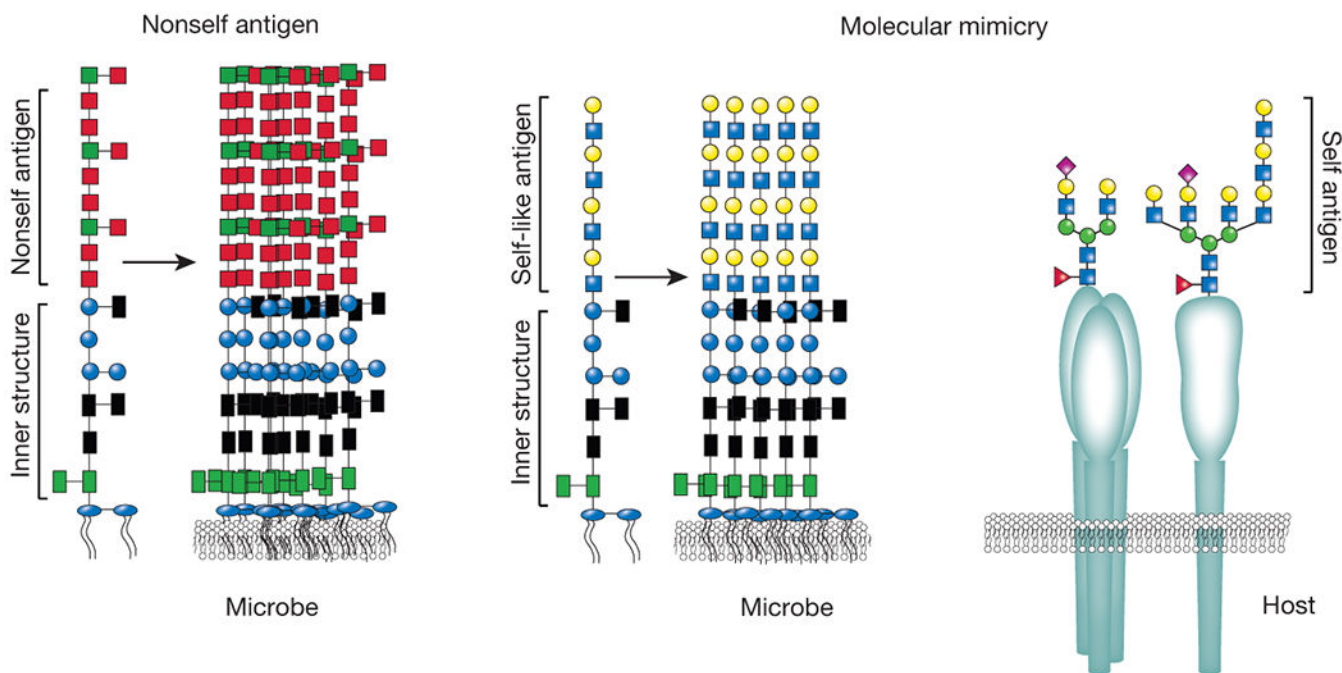 Nonself antigen
Molecular mimicry
Nonself antigen
Inner structure
Self-like antigen
Inner structure
Self antigen
Microbe
Microbe
Host